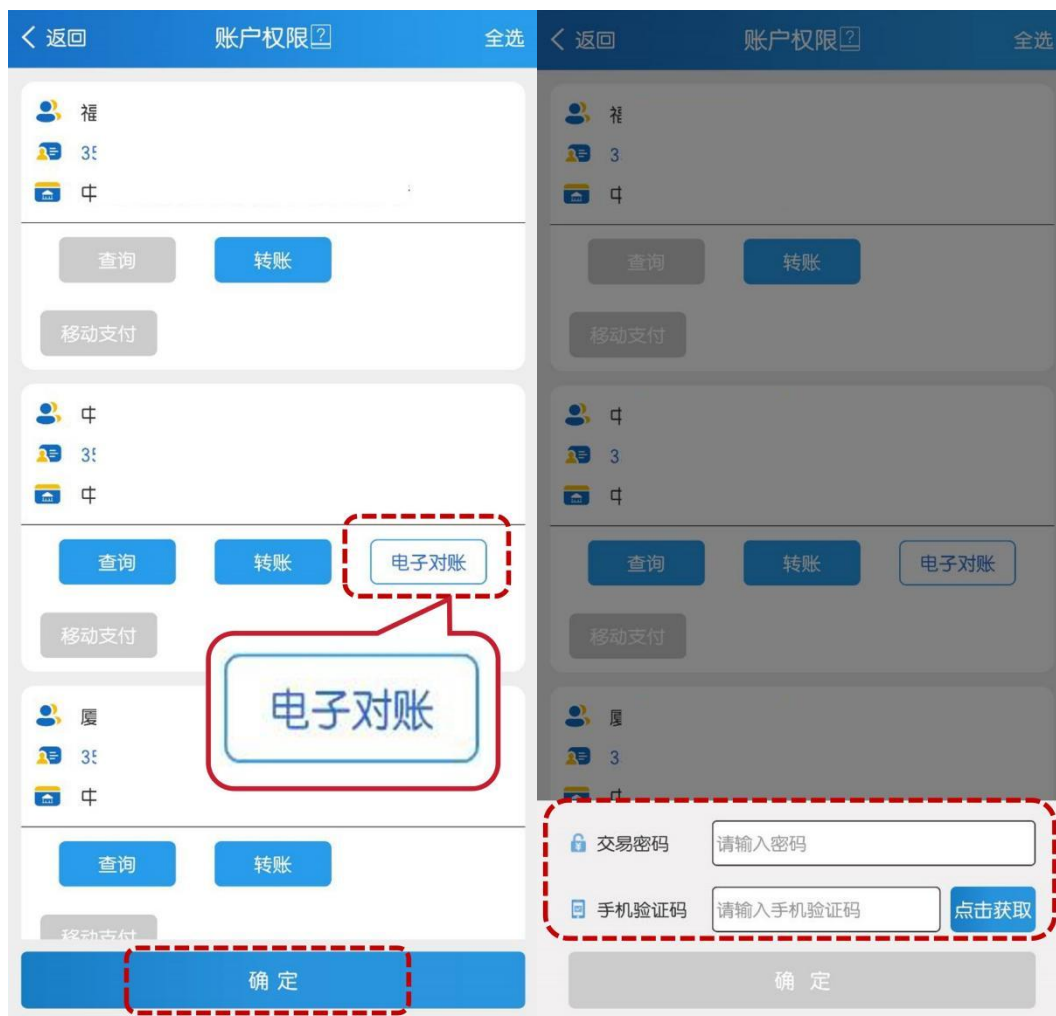 返回 账户权限? 全选
福
35
中
查询 转账
移动支付
中
35
中
查询 转账 电子对账
移动支付
电子对账
厦
35
中
查询 转账
移动支付
确定
返回 账户权限? 全选
福
3
中
查询 转账
移动支付
中
3
中
查询 转账 电子对账
移动支付
厦
3
中
交易密码 请输入密码
手机验证码 请输入手机验证码 点击获取
确定